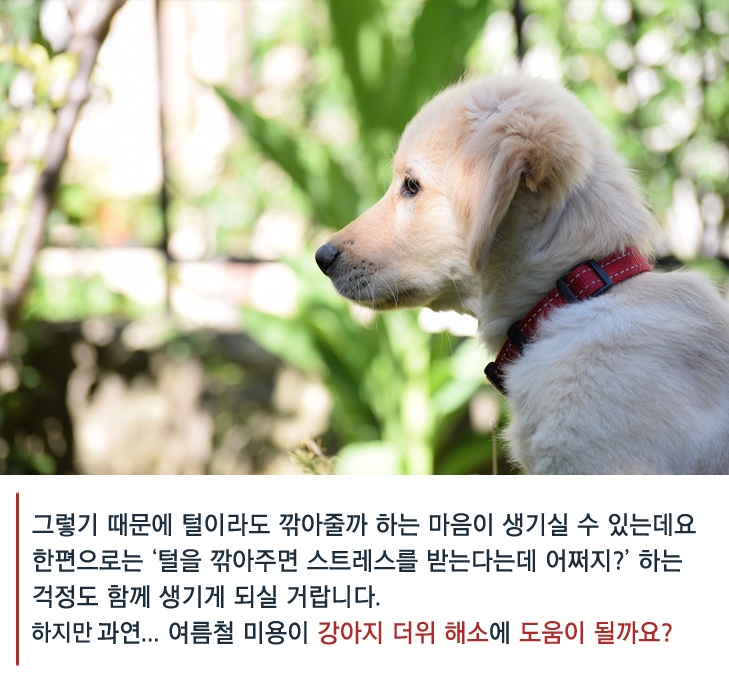 그렇기 때문에 털이라도 깎아줄까 하는 마음이 생기실 수 있는데요
한편으로는 ‘털을 깎아주면 스트레스를 받는다는데 어쩌지?’ 하는
걱정도 함께 생기게 되실 거랍니다.
하지만 과연... 여름철 미용이 강아지 더위 해소에 도움이 될까요?